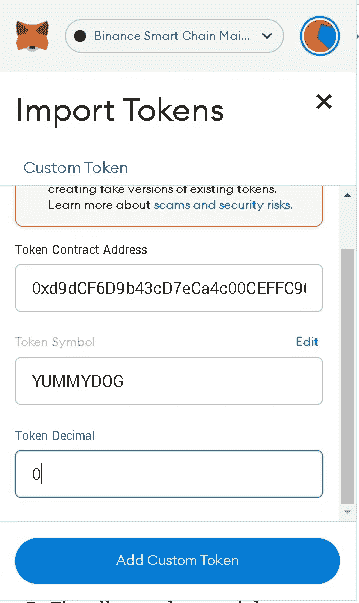 Binance Smart Chain Mai...
Import Tokens
Custom Token
creating fake versions of existing tokens.
Learn more about scams and security risks.
Token Contract Address
0xd9dCF6D9b43cD7eCa4c00CEFFC9
Token Symbol
Edit
YUMMYDOG
Token Decimal
0
Add Custom Token